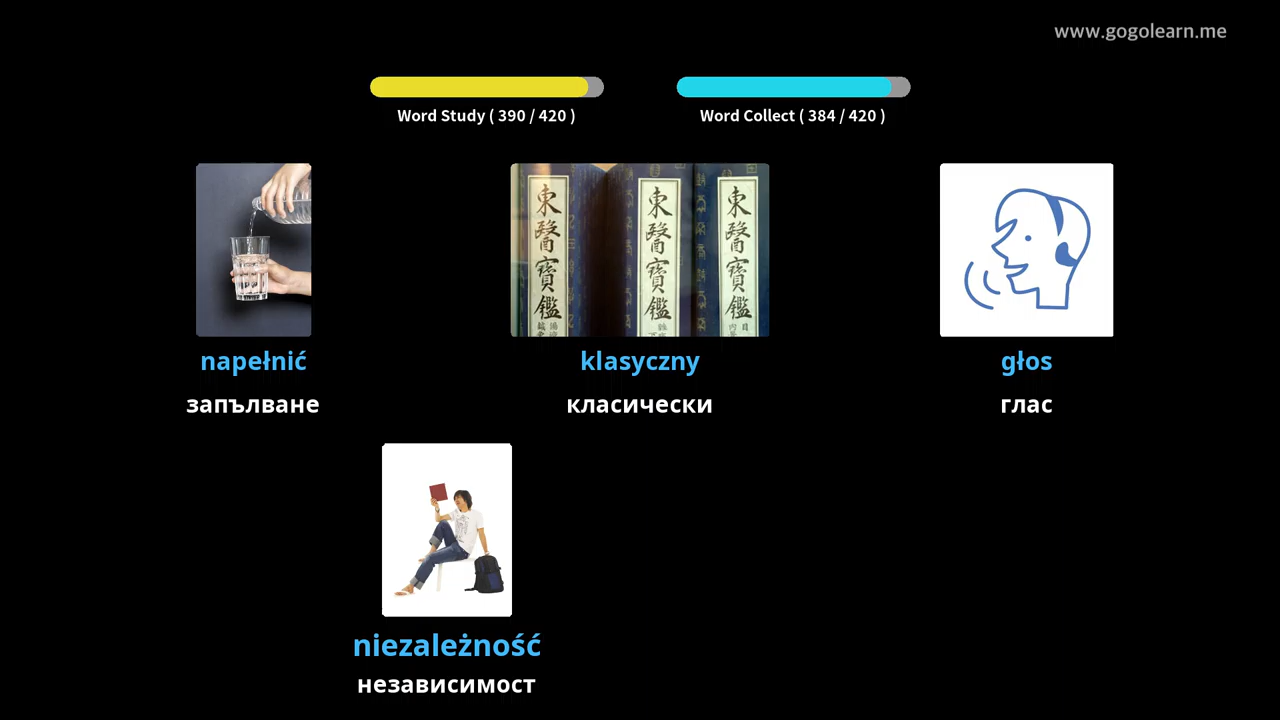 www.gogolearn.me
Word Study ( 390 / 420 )
Word Collect ( 384 / 420 )
東醫寶鑑
東醫寶鑑
東醫寶鑑
napełnić
klasyczny
głos
запълване
класически
глас
niezależność
независимост